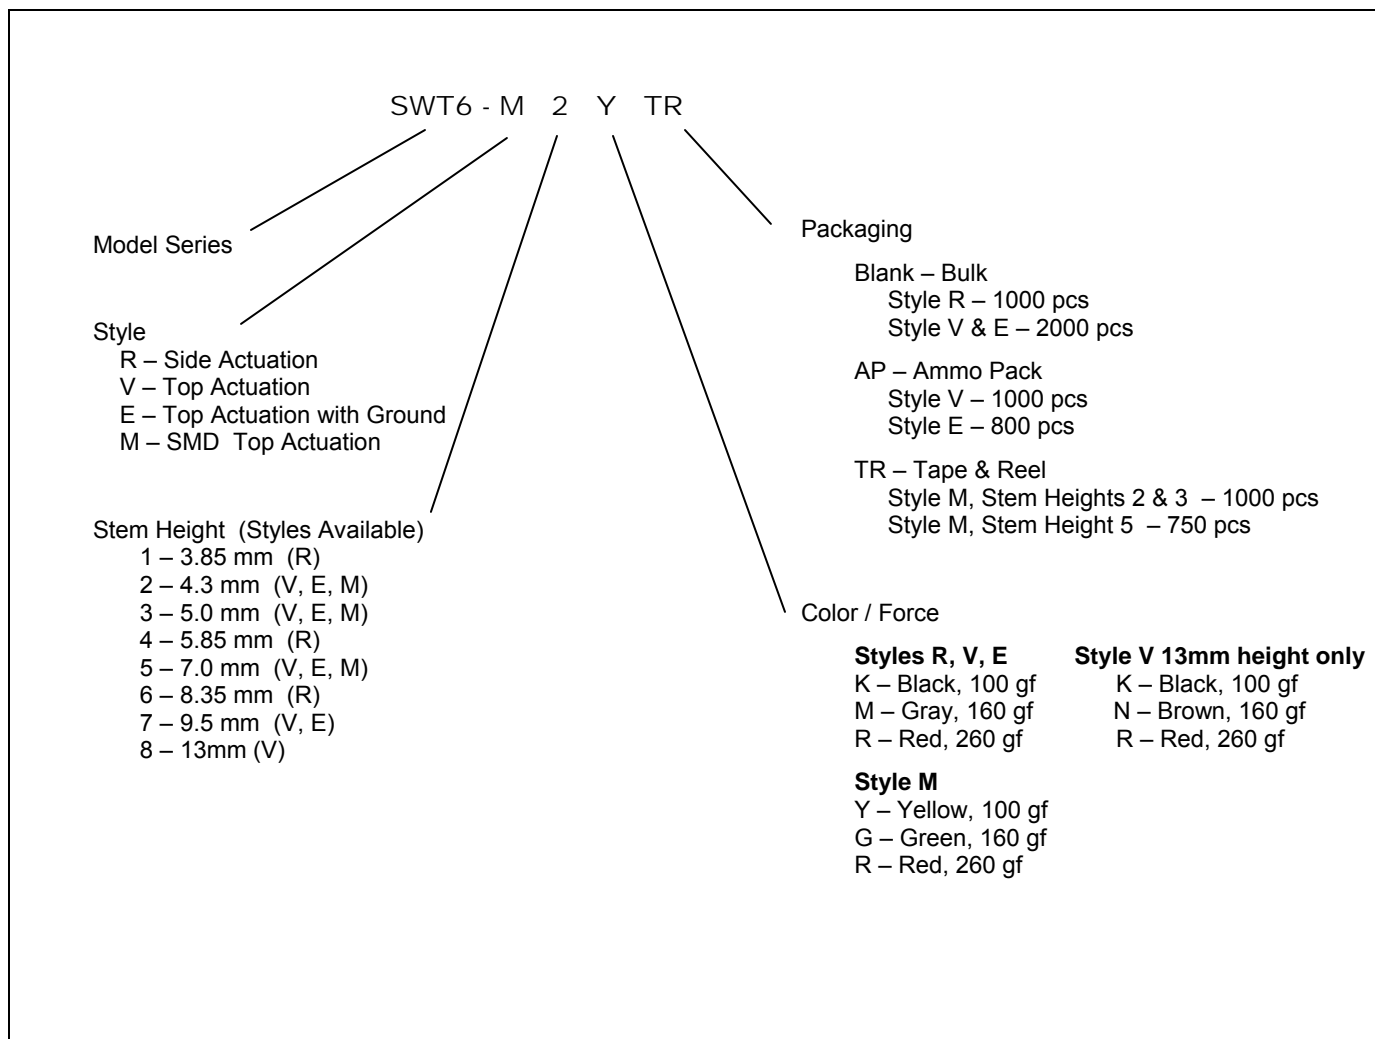 SWT6 - M 2 Y TR
Model Series
Style
R – Side Actuation
V – Top Actuation
E – Top Actuation with Ground
M – SMD Top Actuation
Stem Height (Styles Available)
1 – 3.85 mm (R)
2 – 4.3 mm (V, E, M)
3 – 5.0 mm (V, E, M)
4 – 5.85 mm (R)
5 – 7.0 mm (V, E, M)
6 – 8.35 mm (R)
7 – 9.5 mm (V, E)
8 – 13mm (V)
Packaging
Blank – Bulk
Style R – 1000 pcs
Style V & E – 2000 pcs
AP – Ammo Pack
Style V – 1000 pcs
Style E – 800 pcs
TR – Tape & Reel
Style M, Stem Heights 2 & 3 – 1000 pcs
Style M, Stem Height 5 – 750 pcs
Color / Force
Styles R, V, E
K – Black, 100 gf
M – Gray, 160 gf
R – Red, 260 gf
Style V 13mm height only
K – Black, 100 gf
N – Brown, 160 gf
R – Red, 260 gf
Style M
Y – Yellow, 100 gf
G – Green, 160 gf
R – Red, 260 gf